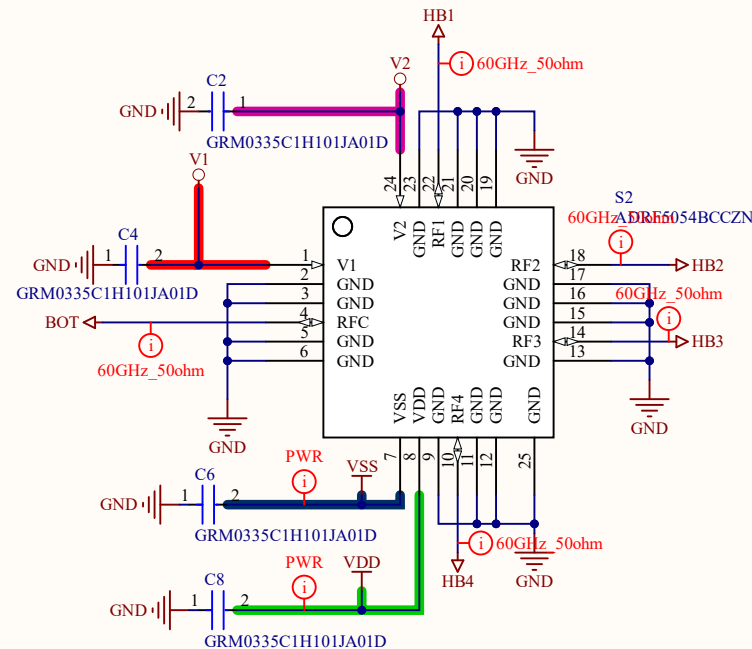 HB1
60GHz_50ohm
V2
C2
GND
2
1
GRM0335C1H101JA01D
GND
V1
24
23
22
21
20
19
V2
GND
RF1
GND
GND
GND
S2
ADRF5054BCCZN
60GHz_50ohm
C4
GND
1
2
GRM0335C1H101JA01D
1
V1
2
GND
3
GND
4
RFC
5
GND
6
GND
BOT
60GHz_50ohm
GND
RF2
18
HB2
GND
17
GND
16
60GHz_50ohm
GND
15
RF3
14
HB3
GND
13
GND
VSS
VDD
GND
RF4
GND
GND
GND
7
8
9
10
11
12
25
PWR
VSS
C6
GND
1
2
GRM0335C1H101JA01D
60GHz_50ohm
HB4
GND
PWR
VDD
C8
GND
1
2
GRM0335C1H101JA01D